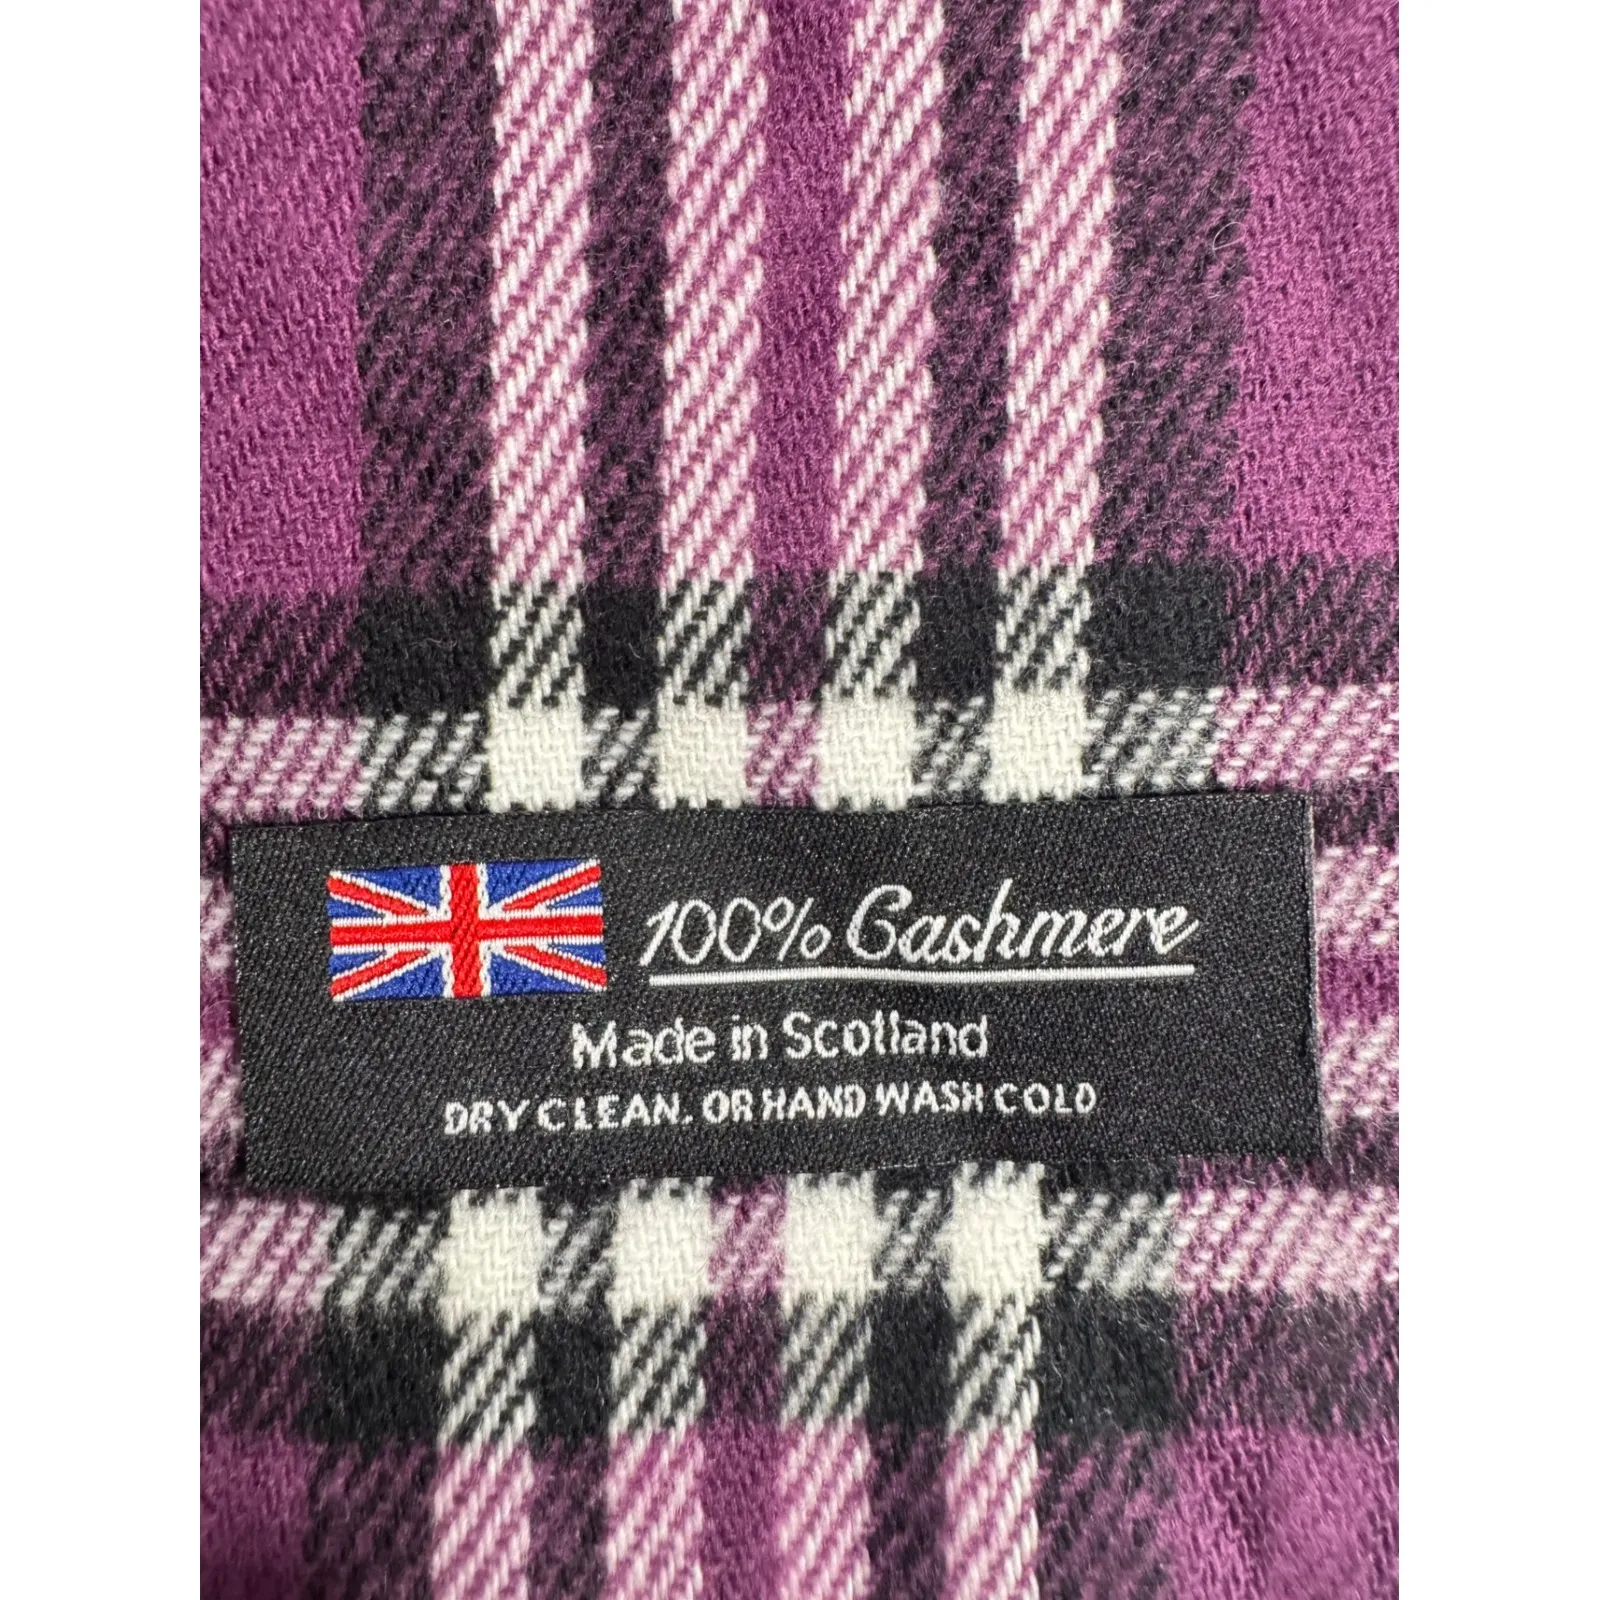 100% Cashmere
Made in Scotland
DRY CLEAN. OR HAND WASH COLD